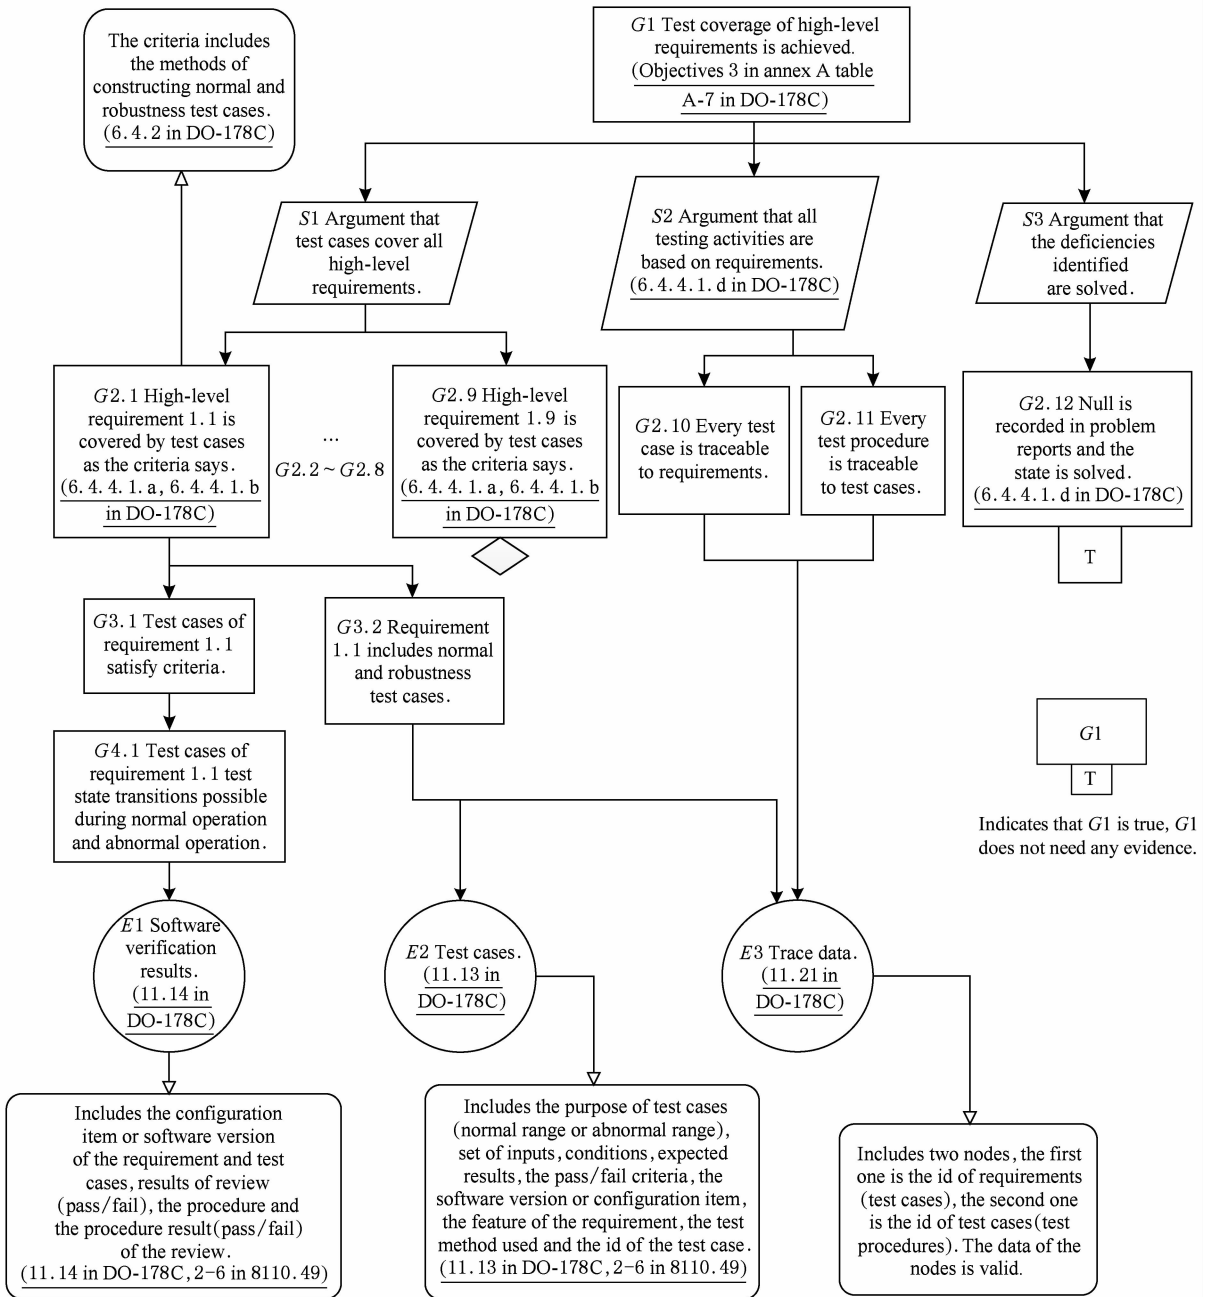 The criteria includes
the methods of
constructing normal and
robustness test cases.
(6.4.2 in DO-178C)
G1 Test coverage of high-level
requirements is achieved.
(Objectives 3 in annex A table
A-7 in DO-178C)
S1 Argument that
test cases cover all
high-level
requirements.
S2 Argument that all
testing activities are
based on requirements.
(6.4.4.1.d in DO-178C)
S3 Argument that
the deficiencies
identified
are solved.
G2.1 High-level
requirement 1.1 is
covered by test cases
as the criteria says.
(6.4.4.1.a, 6.4.4.1.b
in DO-178C)
...
G2.2~G2.8
G2.9 High-level
requirement 1.9 is
covered by test cases
as the criteria says.
(6.4.4.1.a, 6.4.4.1.b
in DO-178C)
G2.10 Every test
case is traceable
to requirements.
G2.11 Every
test procedure
is traceable
to test cases.
G2.12 Null is
recorded in problem
reports and the
state is solved.
(6.4.4.1.d in DO-178C)
T
G3.1 Test cases of
requirement 1.1
satisfy criteria.
G3.2 Requirement
1.1 includes normal
and robustness
test cases.
G4.1 Test cases of
requirement 1.1 test
state transitions possible
during normal operation
and abnormal operation.
G1
T
Indicates that G1 is true, G1
does not need any evidence.
E1 Software
verification
results.
(11.14 in
DO-178C)
E2 Test cases.
(11.13 in
DO-178C)
E3 Trace data.
(11.21 in
DO-178C)
Includes the configuration
item or software version
of the requirement and test
cases, results of review
(pass/fail), the procedure and
the procedure result(pass/fail)
of the review.
(11.14 in DO-178C,2-6 in 8110.49)
Includes the purpose of test cases
(normal range or abnormal range),
set of inputs, conditions, expected
results, the pass/fail criteria, the
software version or configuration item,
the feature of the requirement, the test
method used and the id of the test case.
(11.13 in DO-178C,2-6 in 8110.49)
Includes two nodes, the first
one is the id of requirements
(test cases), the second one
is the id of test cases(test
procedures). The data of the
nodes is valid.